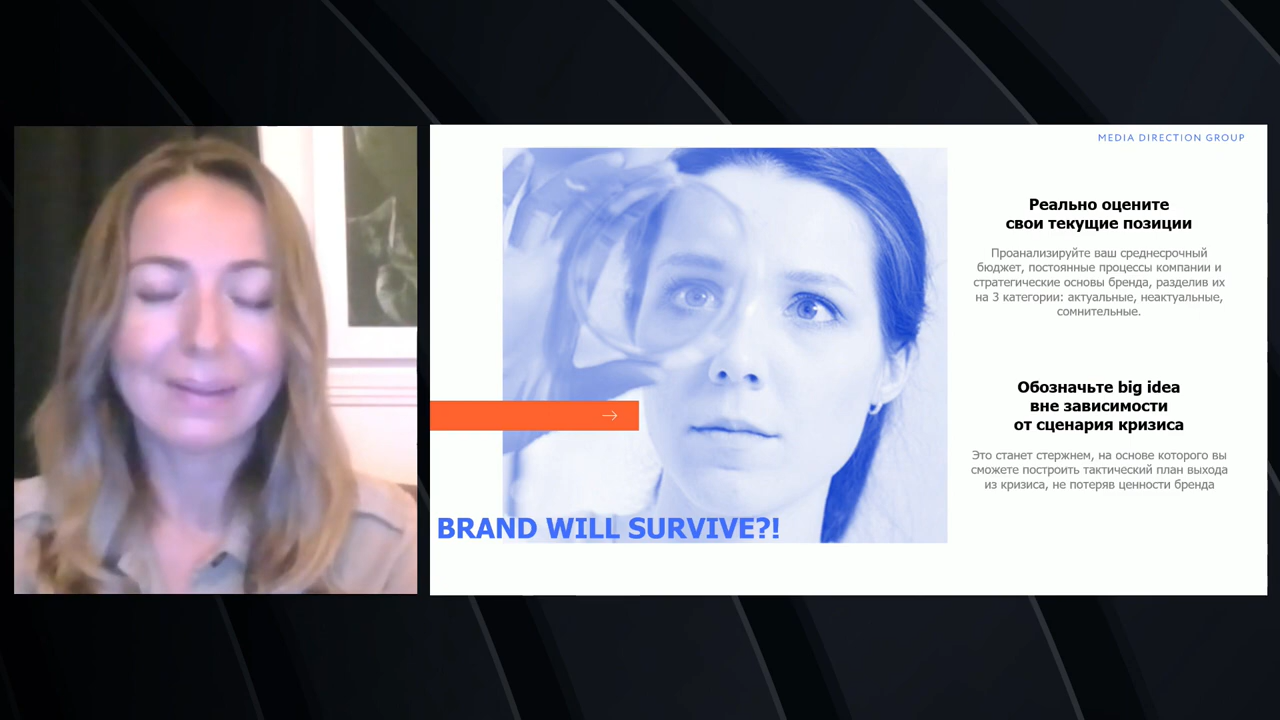 MEDIA DIRECTION GROUP
Реально оцените
свои текущие позиции
Проанализируйте ваш среднесрочный
бюджет, постоянные процессы компании и
стратегические основы бренда, разделив их
на 3 категории: актуальные, неактуальные,
сомнительные.
Обозначьте big idea
вне зависимости
от сценария кризиса
Это станет стержнем, на основе которого вы
сможете построить тактический план выхода
из кризиса, не потеряв ценности бренда
BRAND WILL SURVIVE?!